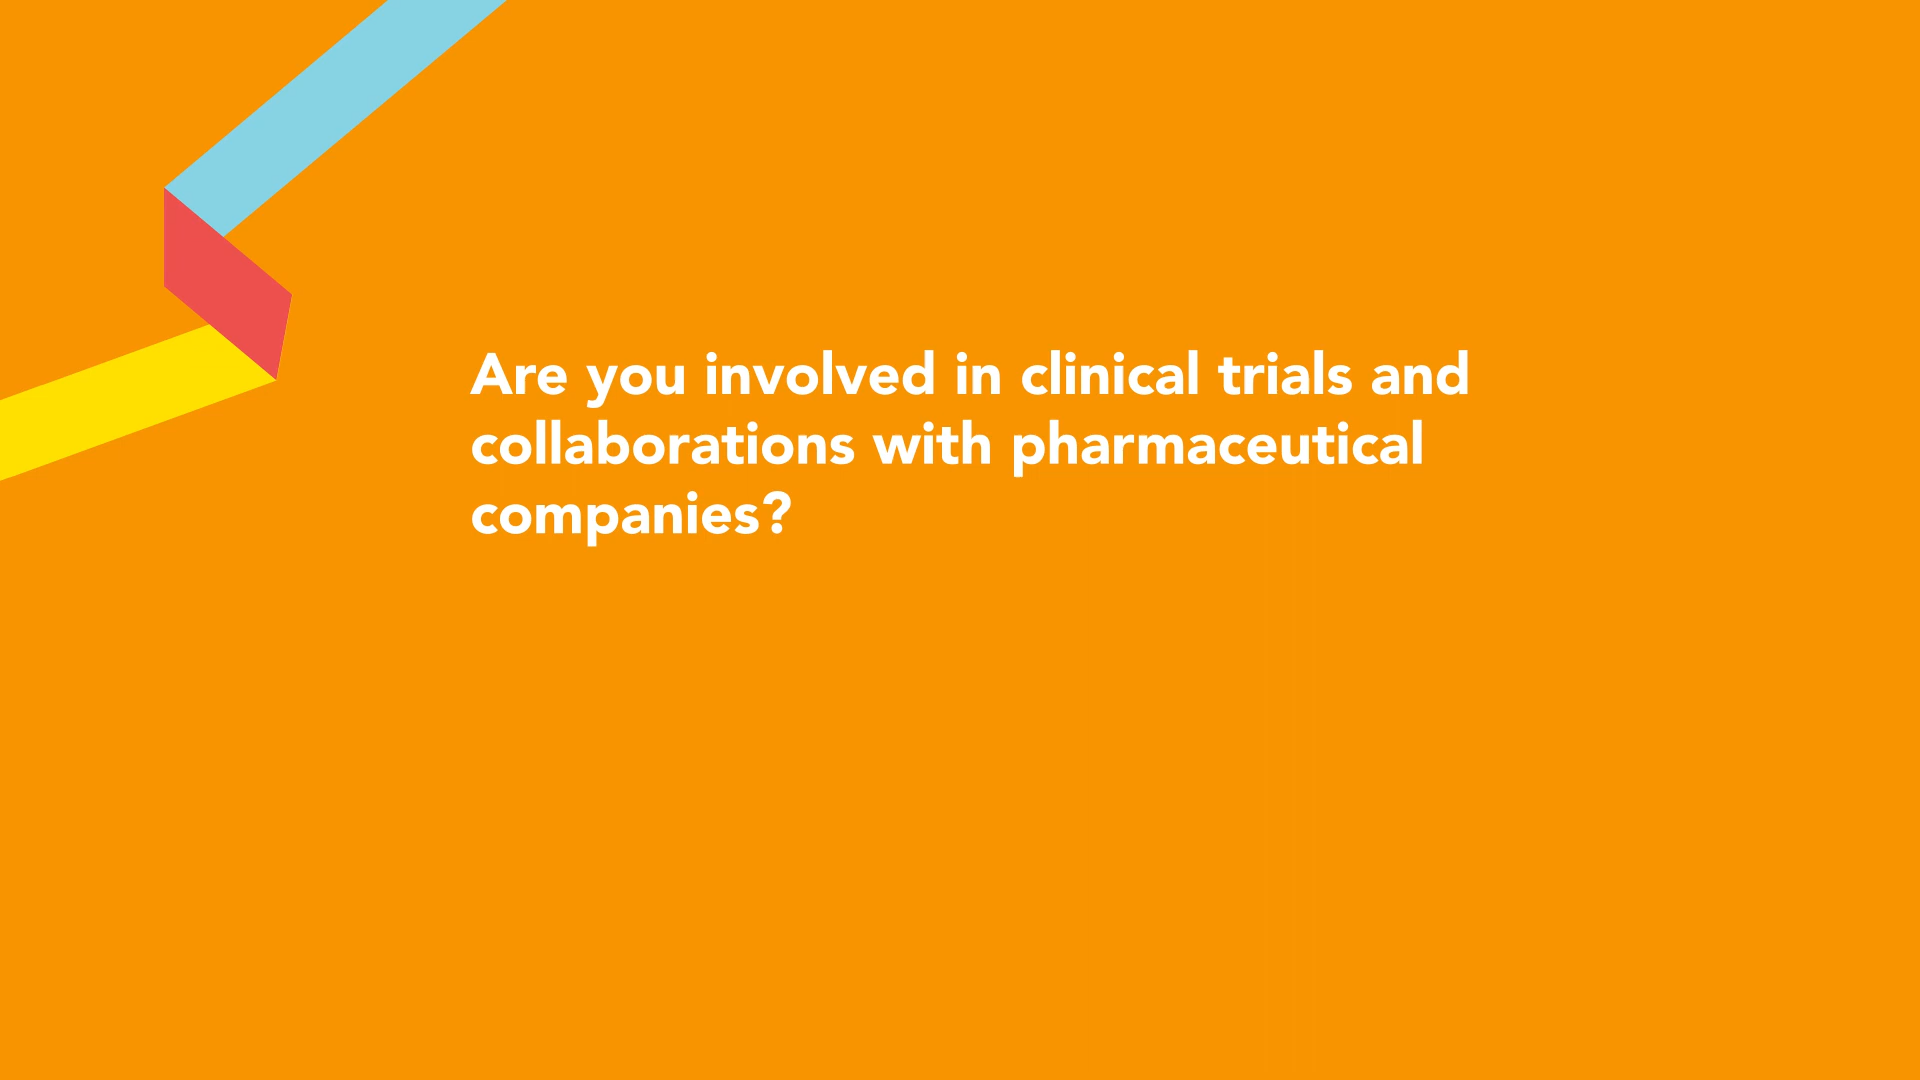 Are you involved in clinical trials and
collaborations with pharmaceutical
companies?